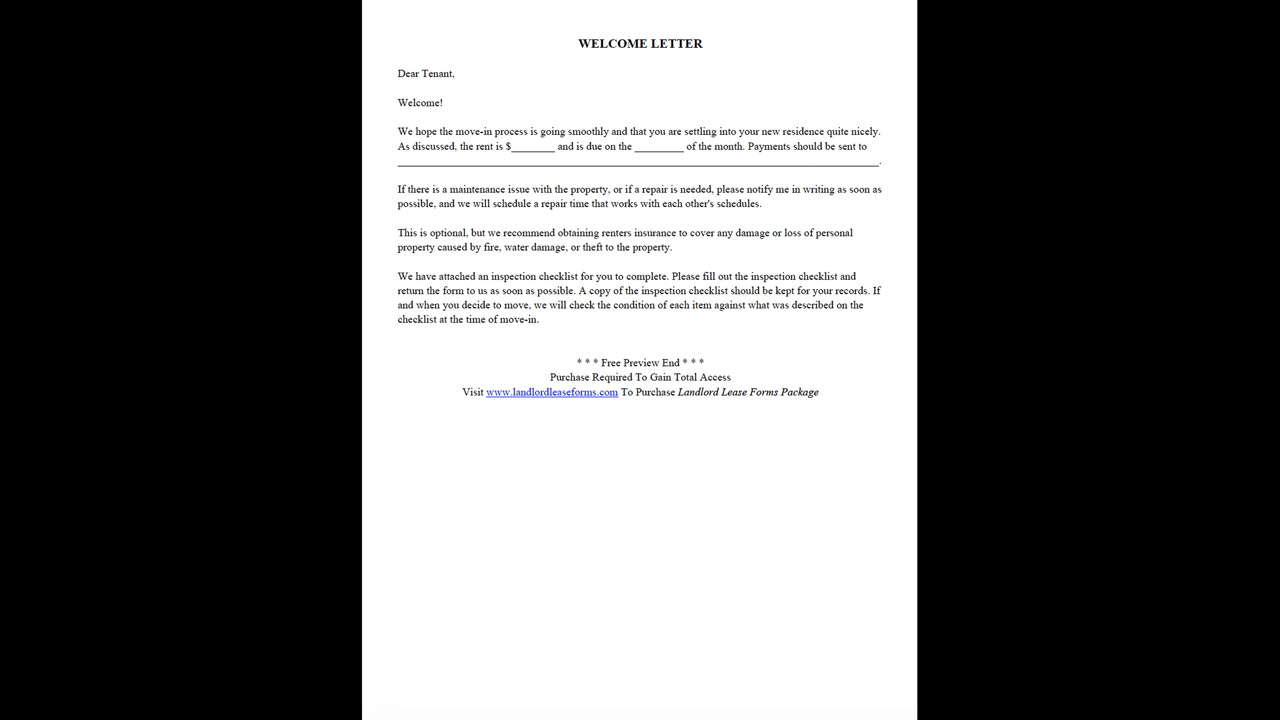 WELCOME LETTER
Dear Tenant,
Welcome!
We hope the move-in process is going smoothly and that you are settling into your new residence quite nicely.
As discussed, the rent is $________ and is due on the _________ of the month. Payments should be sent to
________________________________________________________________________________________.
If there is a maintenance issue with the property, or if a repair is needed, please notify me in writing as soon as
possible, and we will schedule a repair time that works with each other's schedules.
This is optional, but we recommend obtaining renters insurance to cover any damage or loss of personal
property caused by fire, water damage, or theft to the property.
We have attached an inspection checklist for you to complete. Please fill out the inspection checklist and
return the form to us as soon as possible. A copy of the inspection checklist should be kept for your records. If
and when you decide to move, we will check the condition of each item against what was described on the
checklist at the time of move-in.
* * * Free Preview End * * *
Purchase Required To Gain Total Access
Visit www.landlordleaseforms.com To Purchase Landlord Lease Forms Package